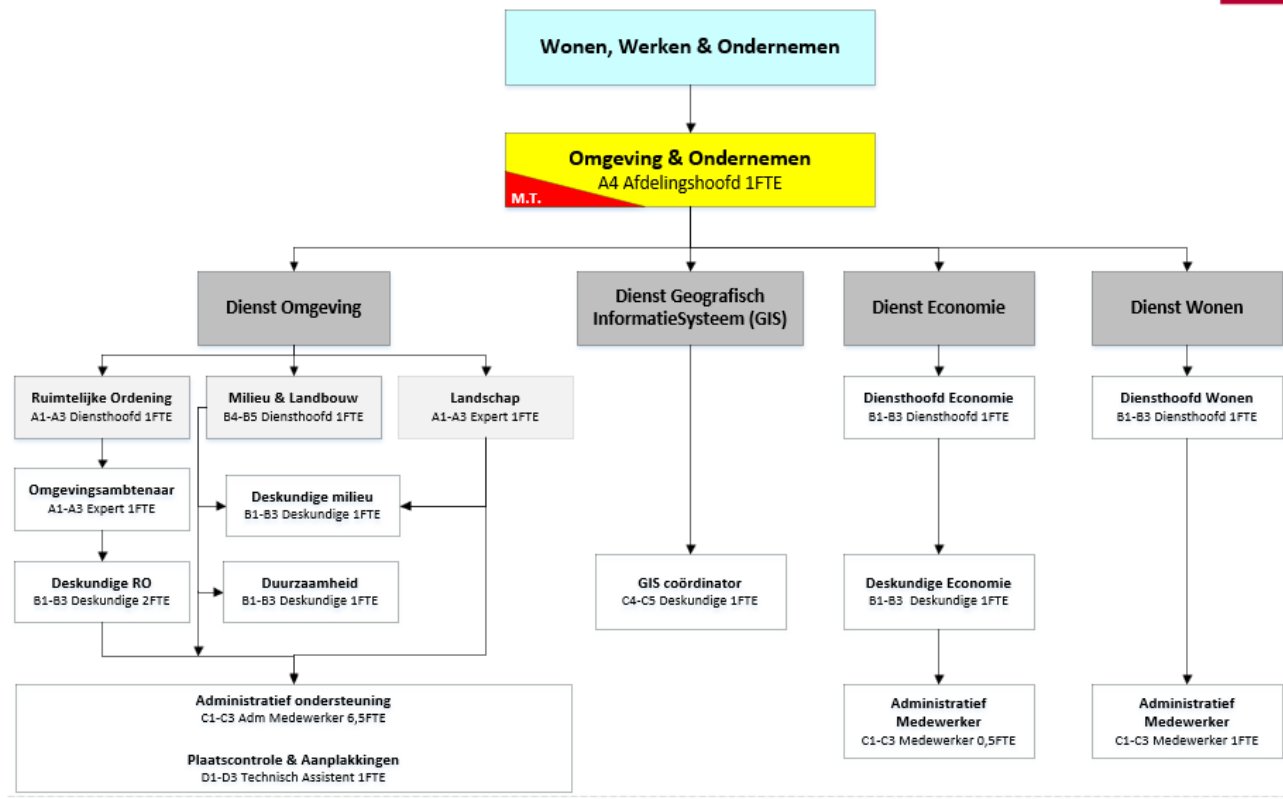 Wonen, Werken & Ondernemen
Omgeving & Ondernemen
A4 Afdelingshoofd 1FTE
M.T.
Dienst Omgeving
Dienst Geografisch
InformatieSysteem (GIS)
Dienst Economie
Dienst Wonen
Ruimtelijke Ordening
A1-A3 Diensthoofd 1FTE
Milieu & Landbouw
B4-B5 Diensthoofd 1FTE
Landschap
A1-A3 Expert 1FTE
Diensthoofd Economie
B1-B3 Diensthoofd 1FTE
Diensthoofd Wonen
B1-B3 Diensthoofd 1FTE
Omgevingsambtenaar
A1-A3 Expert 1FTE
Deskundige milieu
B1-B3 Deskundige 1FTE
Deskundige RO
B1-B3 Deskundige 2FTE
Duurzaamheid
B1-B3 Deskundige 1FTE
GIS coördinator
C4-C5 Deskundige 1FTE
Deskundige Economie
B1-B3 Deskundige 1FTE
Administratief ondersteuning
C1-C3 Adm Medewerker 6,5FTE
Plaatscontrole & Aanplakkingen
D1-D3 Technisch Assistent 1FTE
Administratief
Medewerker
C1-C3 Medewerker 0,5FTE
Administratief
Medewerker
C1-C3 Medewerker 1FTE